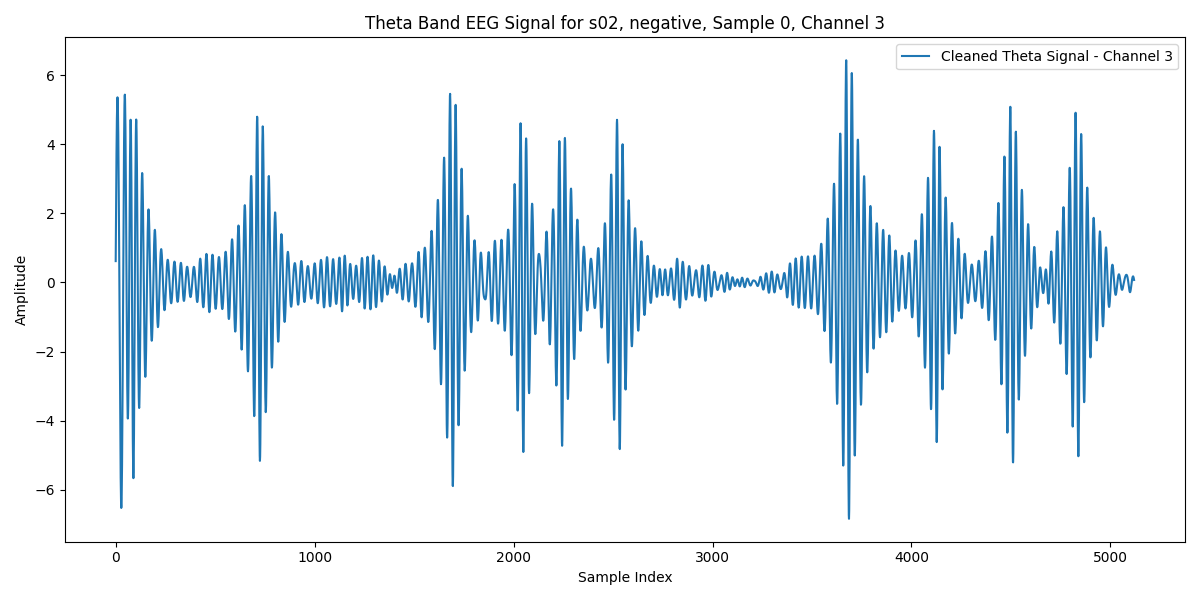 Theta Band EEG Signal for s02, negative, Sample 0, Channel 3
Cleaned Theta Signal - Channel 3
6
4
2
0
−2
−4
−6
Amplitude
0 1000 2000 3000 4000 5000
Sample Index